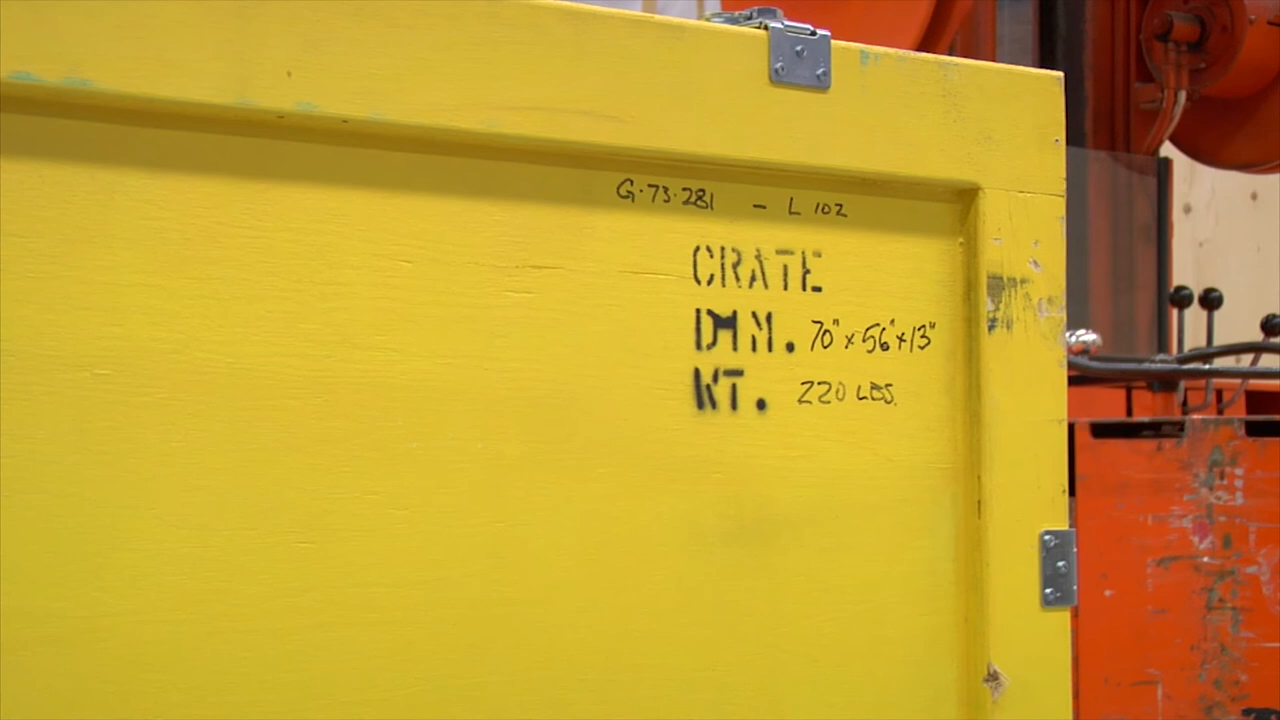 G.73.281 - L 102
CRATE
DIM. 70" x 56" x 13"
WT. 220 LBS.